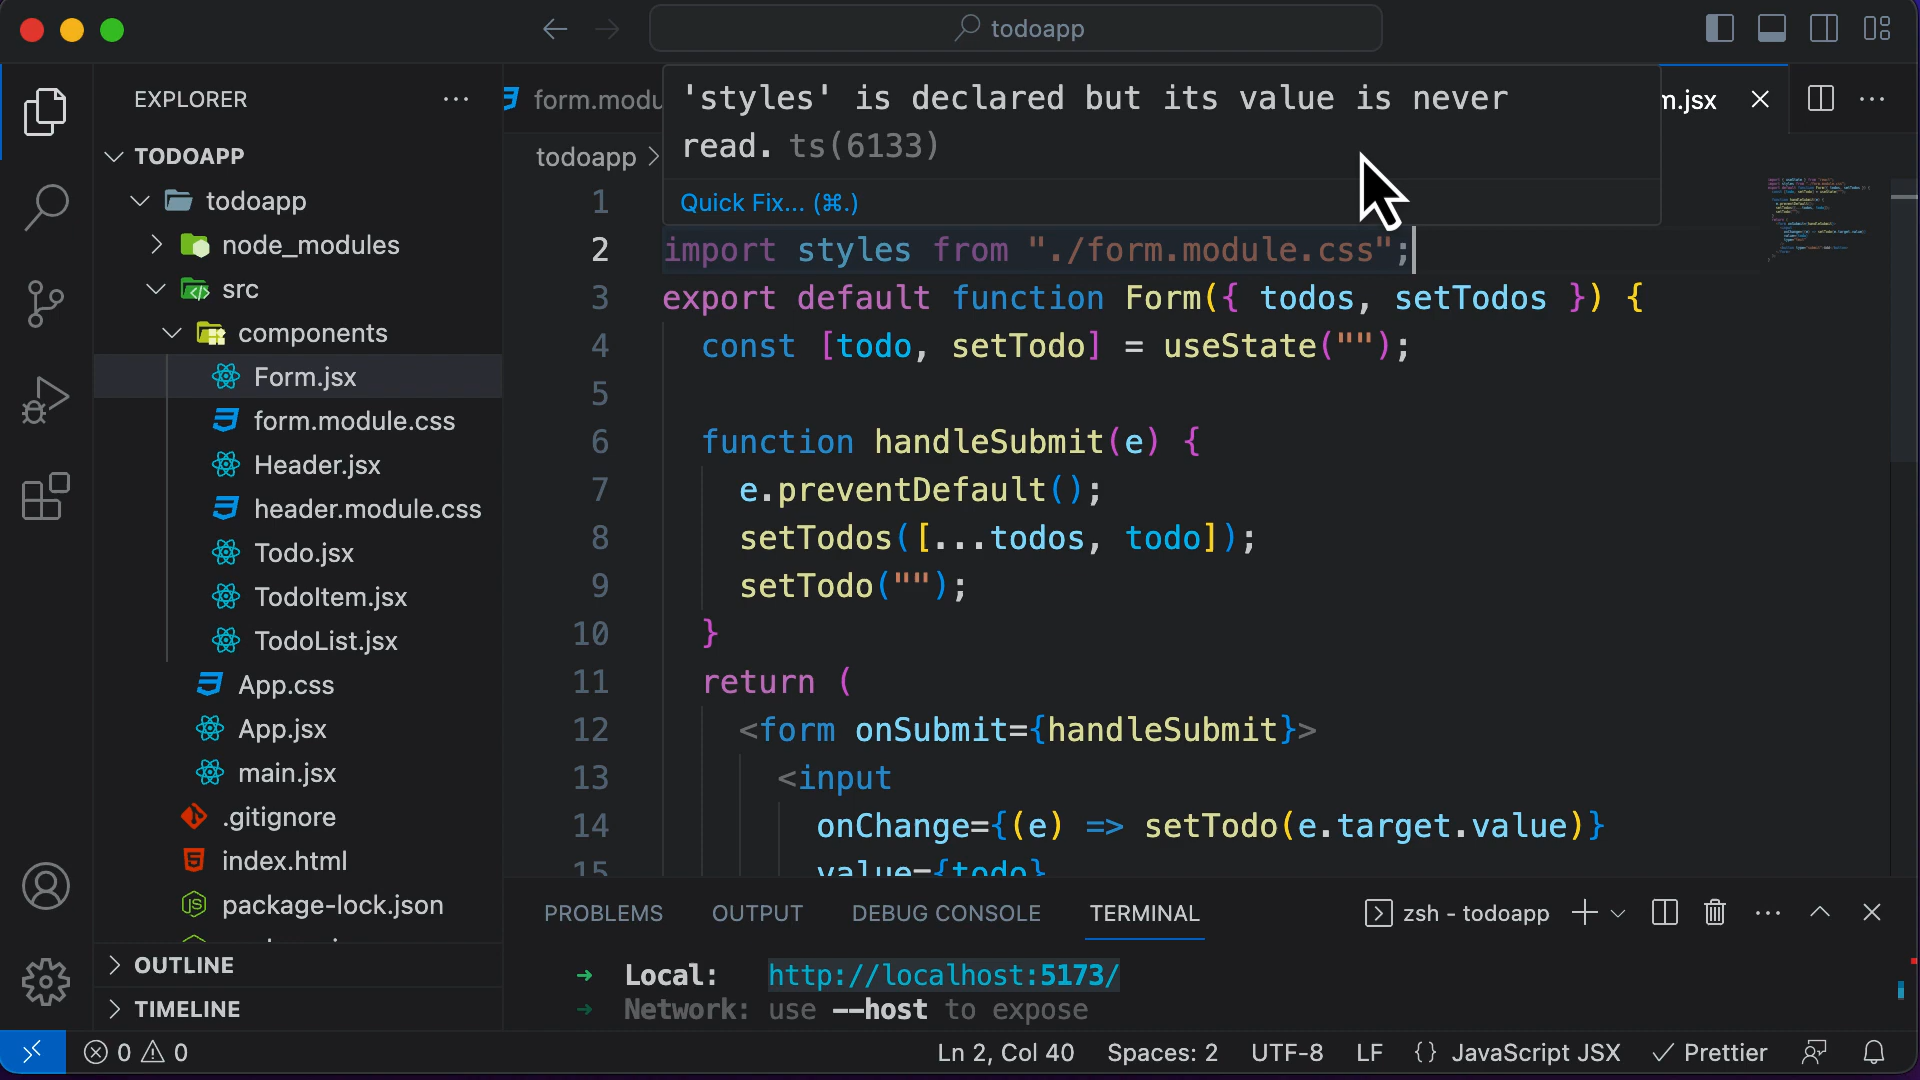 todoapp
EXPLORER
TODOAPP
todoapp
node_modules
src
components
Form.jsx
form.module.css
Header.jsx
header.module.css
Todo.jsx
TodoItem.jsx
TodoList.jsx
App.css
App.jsx
main.jsx
.gitignore
index.html
package-lock.json
OUTLINE
TIMELINE
form.modu
m.jsx
todoapp >
'styles' is declared but its value is never
read. ts(6133)
Quick Fix... (⌘.)
1
2 import styles from "./form.module.css";
3 export default function Form({ todos, setTodos }) {
4 const [todo, setTodo] = useState("");
5
6 function handleSubmit(e) {
7 e.preventDefault();
8 setTodos([...todos, todo]);
9 setTodo("");
10 }
11 return (
12 <form onSubmit={handleSubmit}>
13 <input
14 onChange={(e) => setTodo(e.target.value)}
15 value={todo}
PROBLEMS OUTPUT DEBUG CONSOLE TERMINAL
zsh - todoapp
➜ Local: http://localhost:5173/
➜ Network: use --host to expose
0 0
Ln 2, Col 40 Spaces: 2 UTF-8 LF {} JavaScript JSX ✓ Prettier